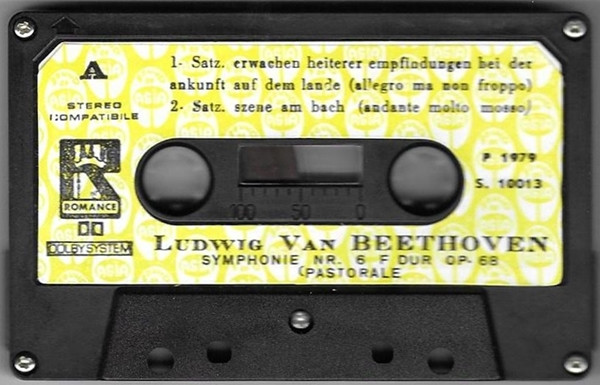 A
STEREO
COMPATIBILE
1- Satz. erwachen heiterer empfindungen bei der
ankunft auf dem lande (allegro ma non froppo)
2- Satz. szene am bach (andante molto mosso)
P 1979
S. 10013
R
ROMANCE
DOLBY SYSTEM
100 50 0
LUDWIG VAN BEETHOVEN
SYMPHONIE NR. 6 F DUR OP- 68
(PASTORALE